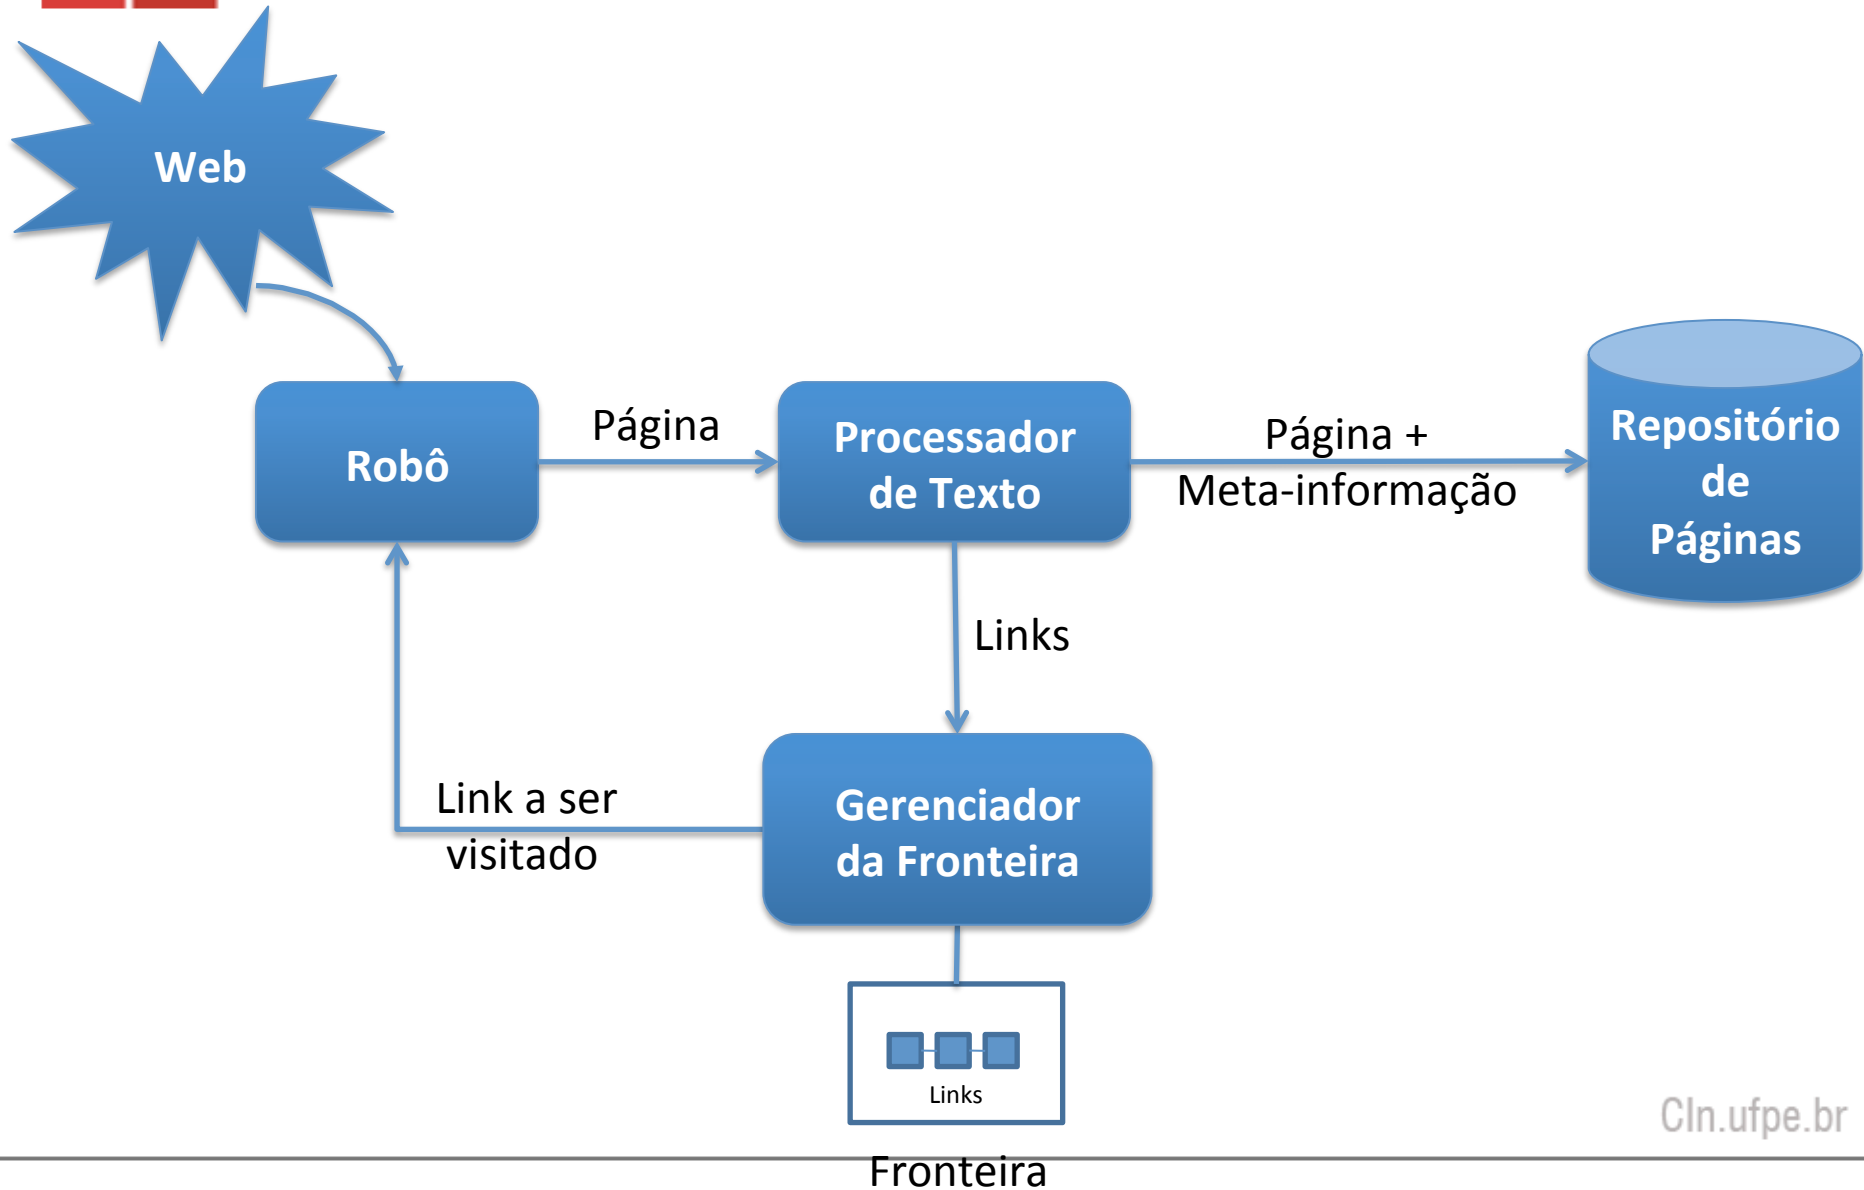 Web
Robô
Página
Processador
de Texto
Página +
Meta-informação
Repositório
de
Páginas
Links
Link a ser
visitado
Gerenciador
da Fronteira
Links
Fronteira
CIn.ufpe.br